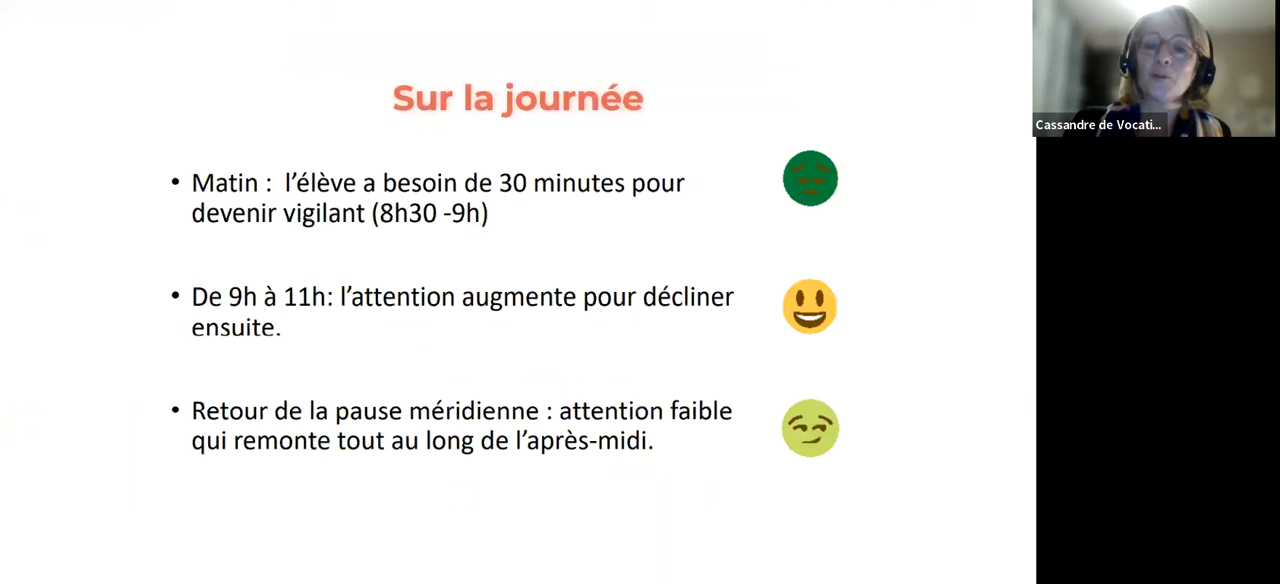 Sur la journée
• Matin :  l’élève a besoin de 30 minutes pour
devenir vigilant (8h30 -9h)
• De 9h à 11h: l’attention augmente pour décliner
ensuite.
• Retour de la pause méridienne : attention faible
qui remonte tout au long de l’après-midi.
Cassandre de Vocati...